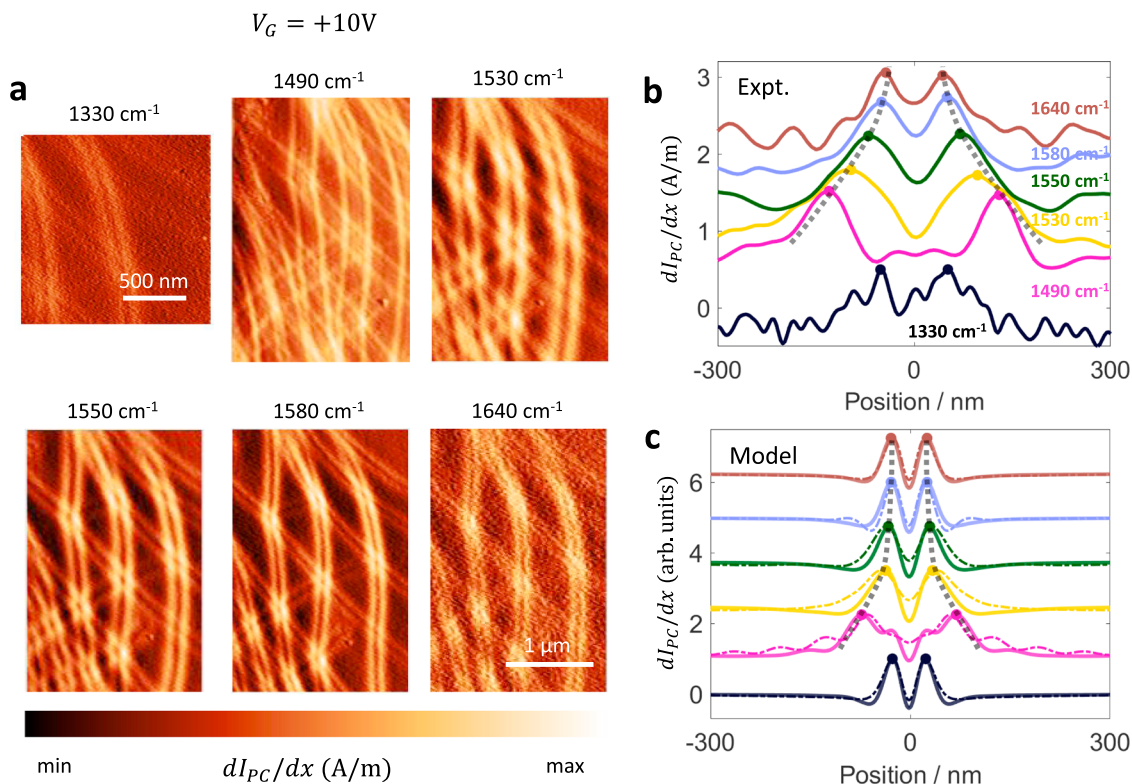 V_G = +10V
a
1330 cm⁻¹
1490 cm⁻¹
1530 cm⁻¹
500 nm
1550 cm⁻¹
1580 cm⁻¹
1640 cm⁻¹
1 µm
min
dI_PC/dx (A/m)
max
b
Expt.
1640 cm⁻¹
1580 cm⁻¹
1550 cm⁻¹
1530 cm⁻¹
1490 cm⁻¹
1330 cm⁻¹
3
2
1
0
dI_PC/dx (A/m)
-300
0
300
Position / nm
c
Model
6
4
2
0
dI_PC/dx (arb. units)
-300
0
300
Position / nm